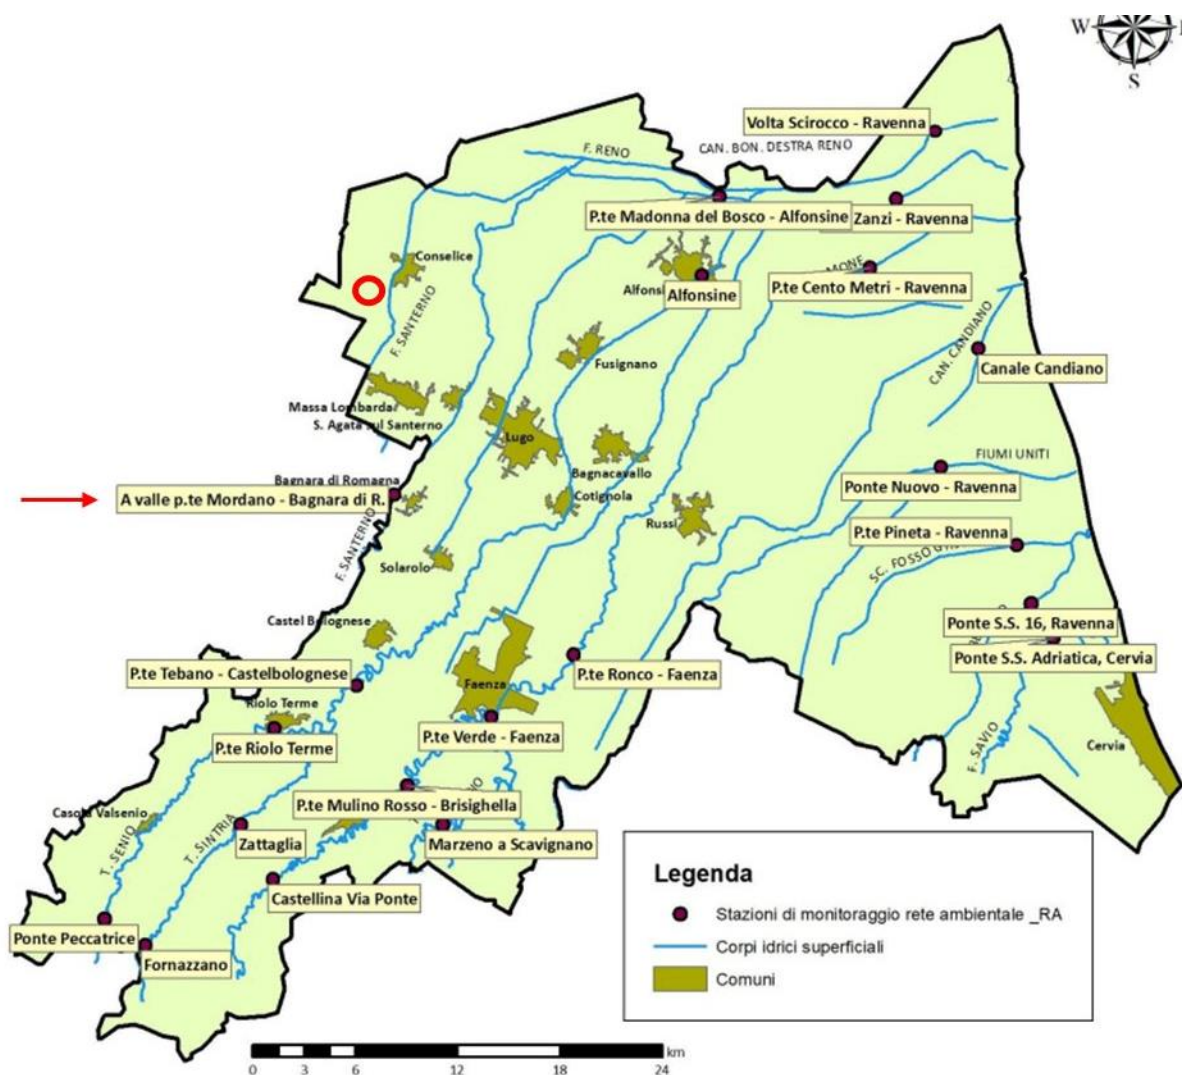 W
S
Volta Scirocco - Ravenna
F. RENO
CAN. BON. DESTRA RENO
P.te Madonna del Bosco - Alfonsine
Zanzi - Ravenna
Conselice
F. SANTERNO
Alfonsine
P.te Cento Metri - Ravenna
CAN. CANDIANO
Canale Candiano
Fusignano
Massa Lombarda
S. Agata sul Santerno
Lugo
Bagnacavallo
Cotignola
Bagnara di Romagna
A valle p.te Mordano - Bagnara di R.
F. SANTERNO
FIUMI UNITI
Ponte Nuovo - Ravenna
Russi
P.te Pineta - Ravenna
SC. FOSSO
Solarolo
Castel Bolognese
Ponte S.S. 16, Ravenna
Ponte S.S. Adriatica, Cervia
P.te Tebano - Castelbolognese
P.te Ronco - Faenza
Faenza
Riolo Terme
P.te Riolo Terme
P.te Verde - Faenza
F. SAVIO
Cervia
P.te Mulino Rosso - Brisighella
Casola Valsenio
T. SENIO
T. SINTRIA
Zattaglia
Marzeno a Scavignano
Castellina Via Ponte
Ponte Peccatrice
Fornazzano
Legenda
Stazioni di monitoraggio rete ambientale _RA
Corpi idrici superficiali
Comuni
km
0 3 6 12 18 24